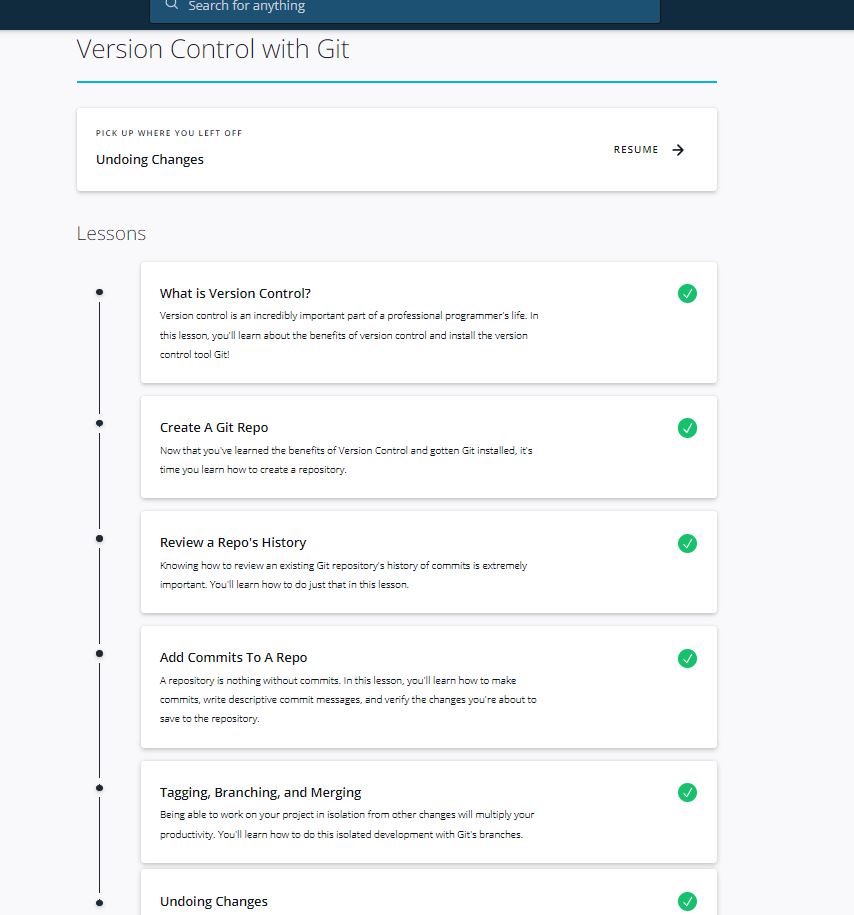 Search for anything
Version Control with Git
PICK UP WHERE YOU LEFT OFF
Undoing Changes
RESUME
Lessons
What is Version Control?
Version control is an incredibly important part of a professional programmer's life. In
this lesson, you'll learn about the benefits of version control and install the version
control tool Git!
Create A Git Repo
Now that you've learned the benefits of Version Control and gotten Git installed, it's
time you learn how to create a repository.
Review a Repo's History
Knowing how to review an existing Git repository's history of commits is extremely
important. You'll learn how to do just that in this lesson.
Add Commits To A Repo
A repository is nothing without commits. In this lesson, you'll learn how to make
commits, write descriptive commit messages, and verify the changes you're about to
save to the repository.
Tagging, Branching, and Merging
Being able to work on your project in isolation from other changes will multiply your
productivity. You'll learn how to do this isolated development with Git's branches.
Undoing Changes